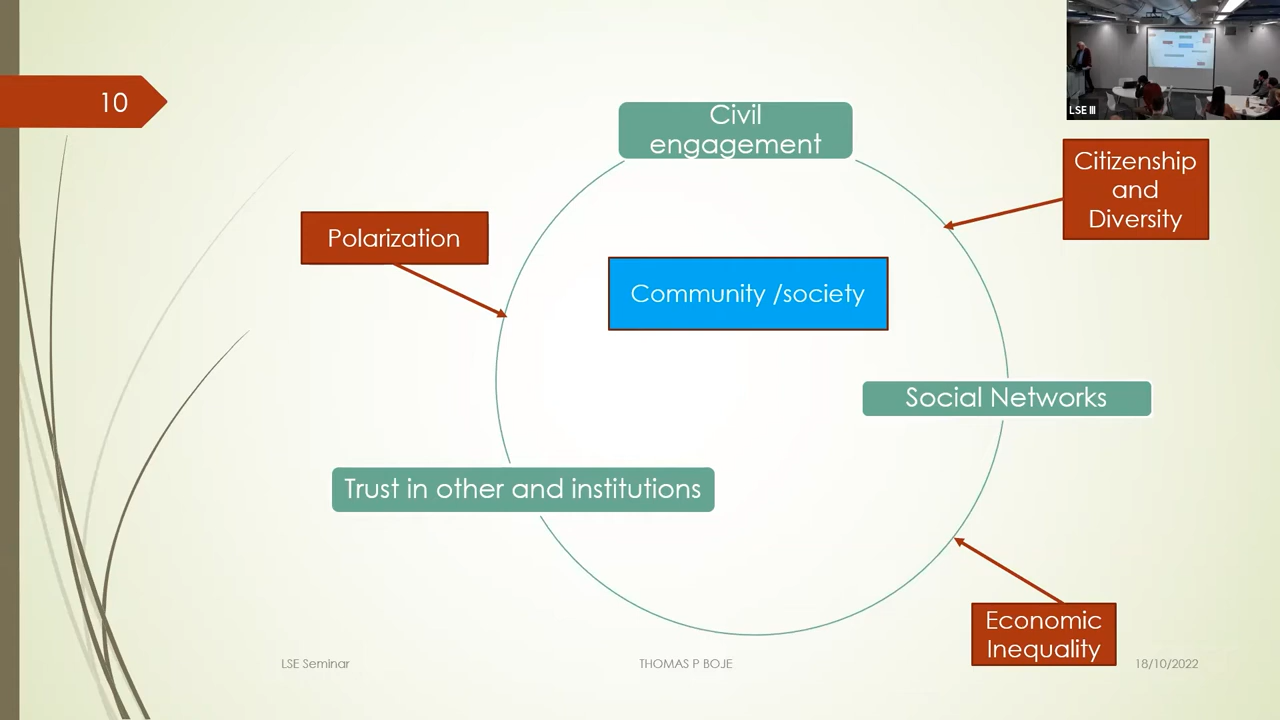 10
Civil
engagement
Citizenship
and
Diversity
Polarization
Community /society
Social Networks
Trust in other and institutions
Economic
Inequality
LSE Seminar
THOMAS P BOJE
18/10/2022
LSE III